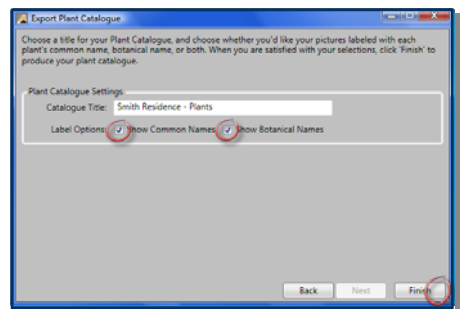 Export Plant Catalogue
Choose a title for your Plant Catalogue, and choose whether you'd like your pictures labeled with each
plant's common name, botanical name, or both. When you are satisfied with your selections, click 'Finish' to
produce your plant catalogue.
Plant Catalogue Settings
Catalogue Title: Smith Residence - Plants
Label Options: Show Common Names Show Botanical Names
Back Next Finish